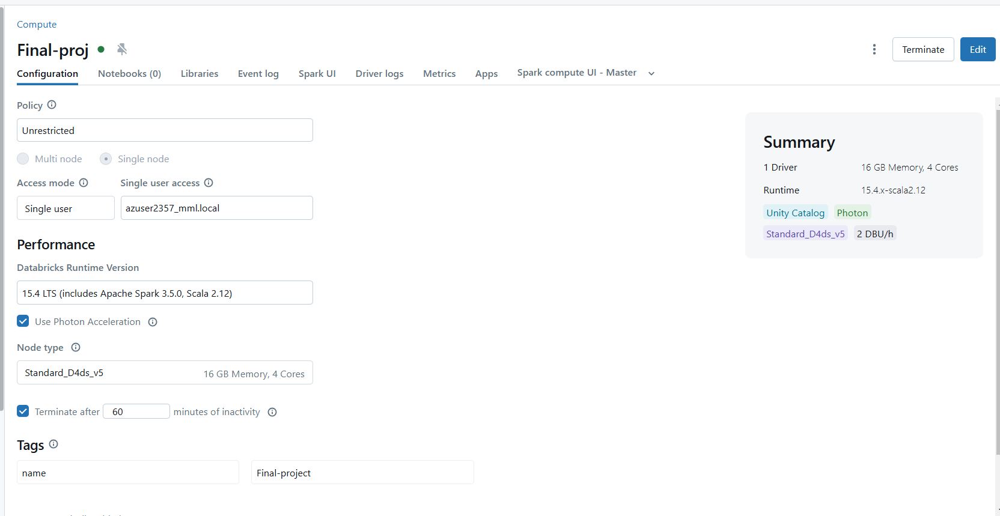 Compute
Final-proj
Terminate
Edit
Configuration
Notebooks (0)
Libraries
Event log
Spark UI
Driver logs
Metrics
Apps
Spark compute UI - Master
Policy
Unrestricted
Multi node
Single node
Access mode
Single user access
Single user
azuser2357_mml.local
Performance
Databricks Runtime Version
15.4 LTS (includes Apache Spark 3.5.0, Scala 2.12)
Use Photon Acceleration
Node type
Standard_D4ds_v5
16 GB Memory, 4 Cores
Terminate after 60 minutes of inactivity
Tags
name
Final-project
Summary
1 Driver
16 GB Memory, 4 Cores
Runtime
15.4.x-scala2.12
Unity Catalog
Photon
Standard_D4ds_v5
2 DBU/h